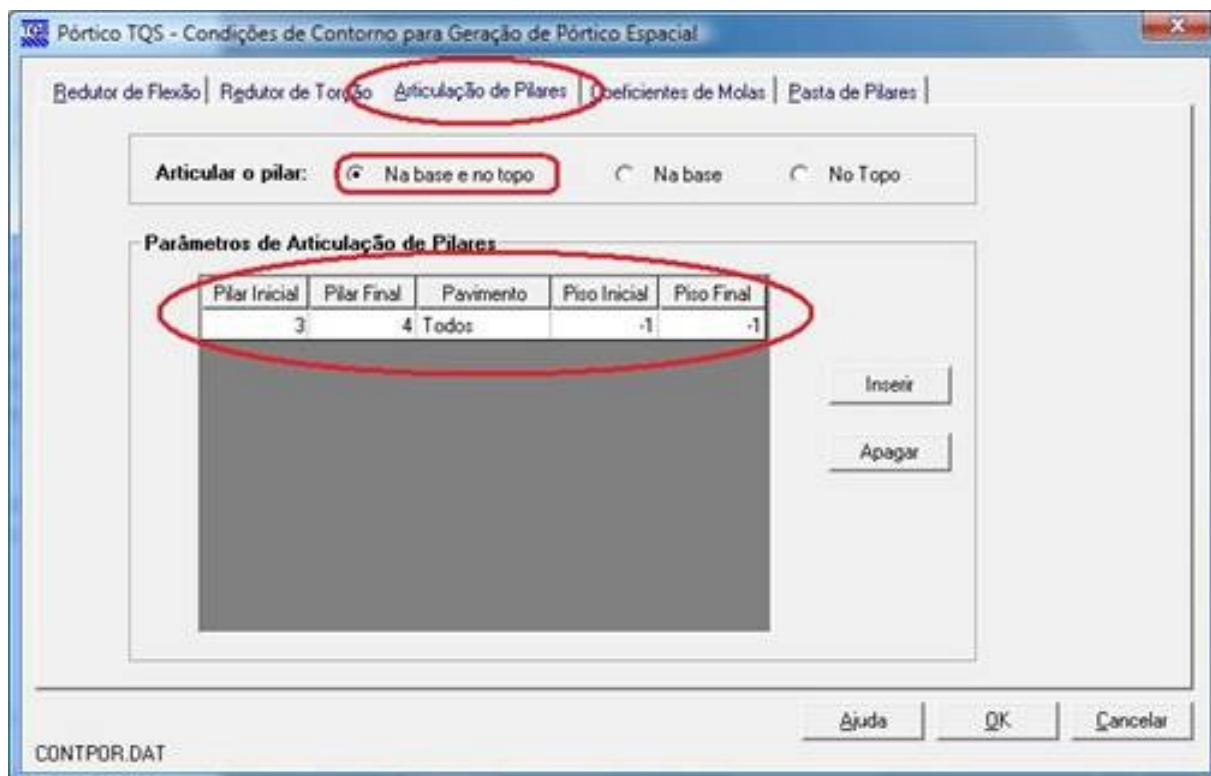 TQS Pórtico TQS - Condições de Contorno para Geração de Pórtico Espacial
Redutor de Flexão Redutor de Torção Articulação de Pilares Coeficientes de Molas Pasta de Pilares
Articular o pilar: Na base e no topo Na base No Topo
Parâmetros de Articulação de Pilares
Pilar Inicial Pilar Final Pavimento Piso Inicial Piso Final
3 4 Todos -1 -1
Inserir
Apagar
Ajuda OK Cancelar
CONTPOR.DAT